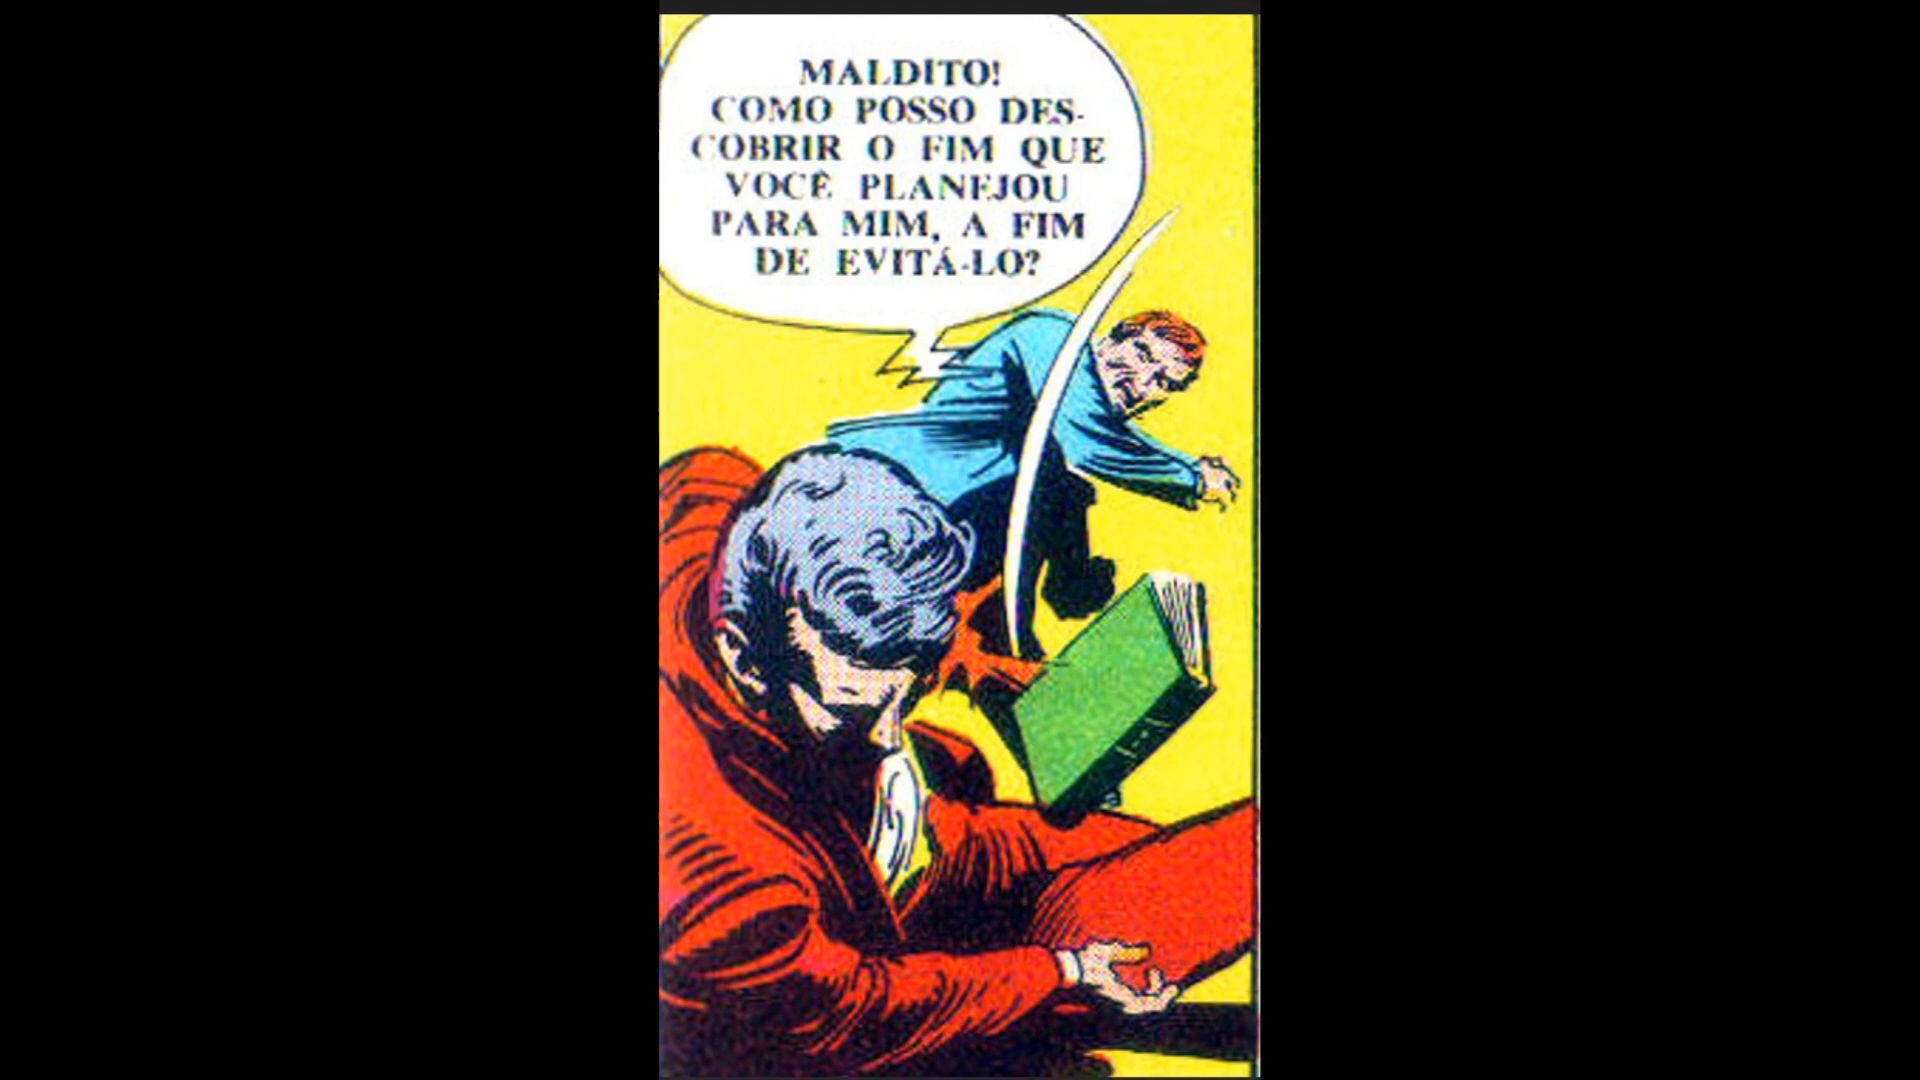 MALDITO!
COMO POSSO DES-
COBRIR O FIM QUE
VOCÊ PLANEJOU
PARA MIM, A FIM
DE EVITÁ-LO?